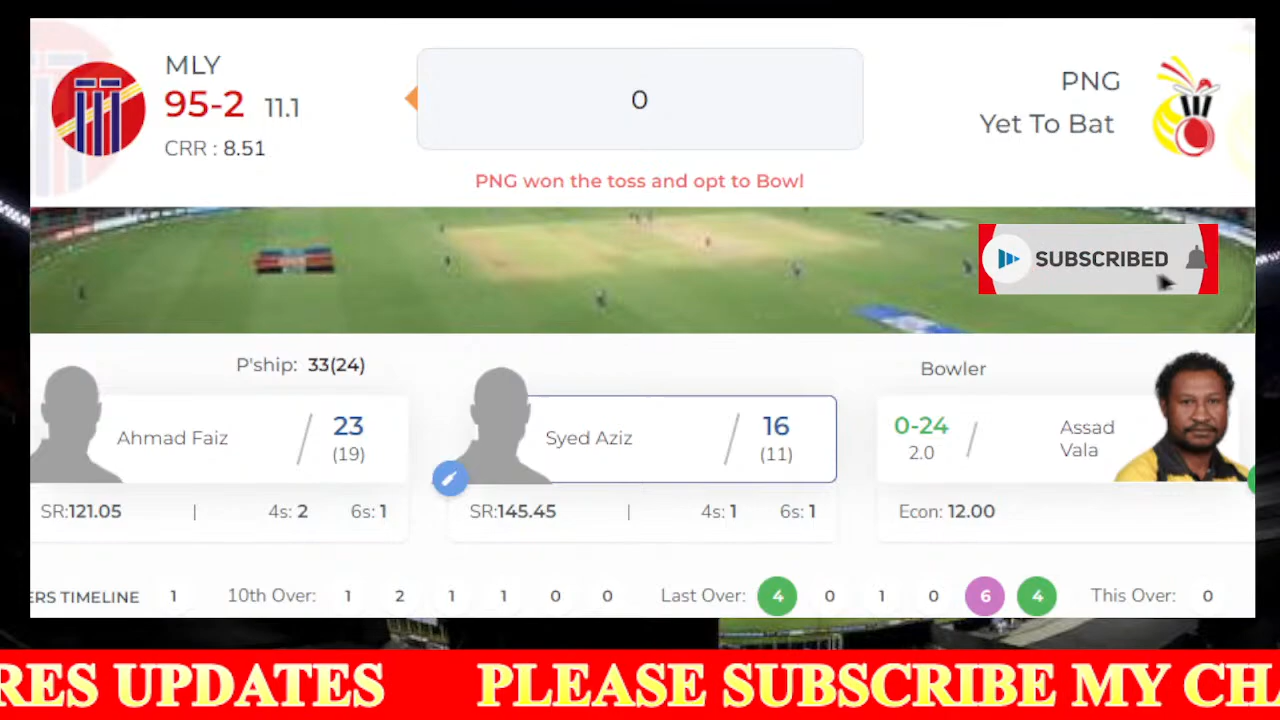 MLY
95-2 11.1
CRR : 8.51
0
PNG
Yet To Bat
PNG won the toss and opt to Bowl
SUBSCRIBED
P'ship: 33(24)
Ahmad Faiz
23
(19)
SR:121.05 | 4s: 2 6s: 1
Syed Aziz
16
(11)
SR:145.45 | 4s: 1 6s: 1
Bowler
0-24
2.0
Assad
Vala
Econ: 12.00
ERS TIMELINE 1 10th Over: 1 2 1 1 0 0 Last Over: 4 0 1 0 6 4 This Over: 0
RES UPDATES PLEASE SUBSCRIBE MY CHA